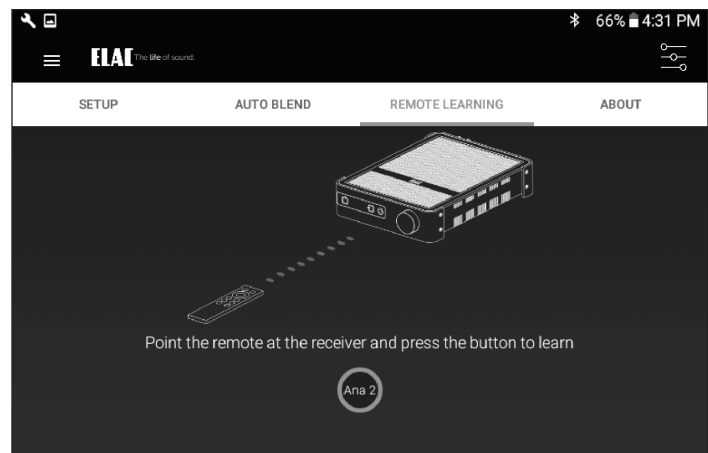 66% 4:31 PM
ELAC The life of sound.
SETUP AUTO BLEND REMOTE LEARNING ABOUT
Point the remote at the receiver and press the button to learn
Ana 2